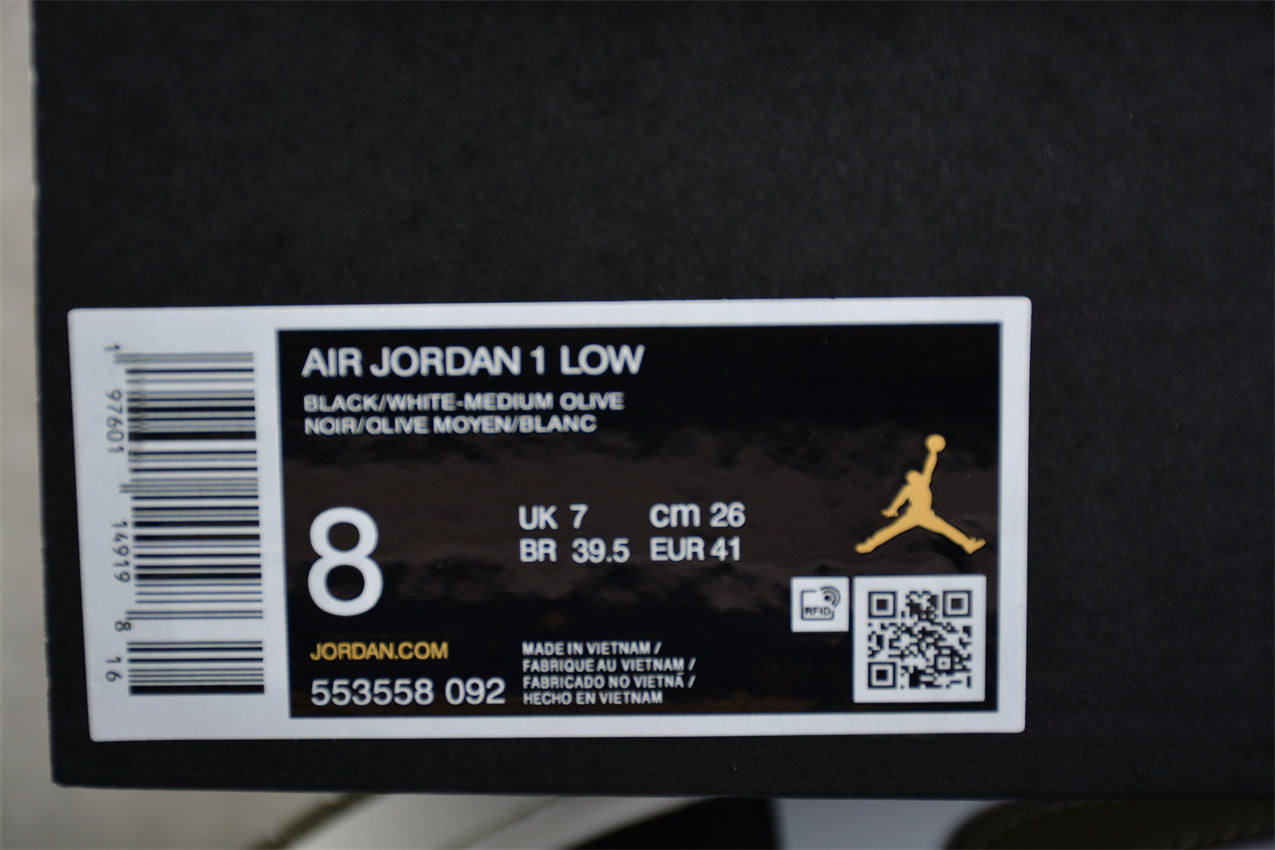 AIR JORDAN 1 LOW
BLACK/WHITE-MEDIUM OLIVE
NOIR/OLIVE MOYEN/BLANC
8
UK 7 cm 26
BR 39.5 EUR 41
RFID
JORDAN.COM
553558 092
MADE IN VIETNAM /
FABRIQUE AU VIETNAM /
FABRICADO NO VIETNÃ /
HECHO EN VIETNAM
1 97601 14919 8 16